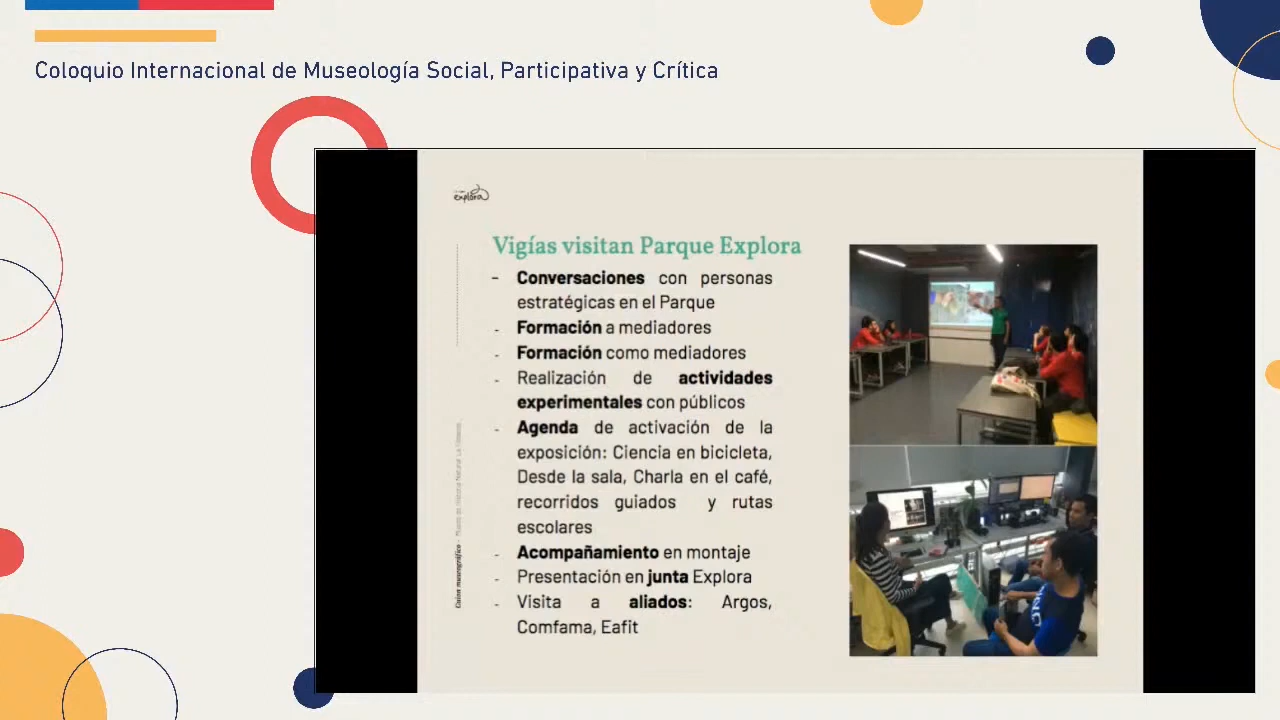 Coloquio Internacional de Museología Social, Participativa y Crítica
explora
Vigías visitan Parque Explora
- Conversaciones con personas
estratégicas en el Parque
- Formación a mediadores
- Formación como mediadores
- Realización de actividades
experimentales con públicos
- Agenda de activación de la
exposición: Ciencia en bicicleta,
Desde la sala, Charla en el café,
recorridos guiados y rutas
escolares
- Acompañamiento en montaje
- Presentación en junta Explora
- Visita a aliados: Argos,
Comfama, Eafit
Guion museográfico - Museo de Historia Natural La